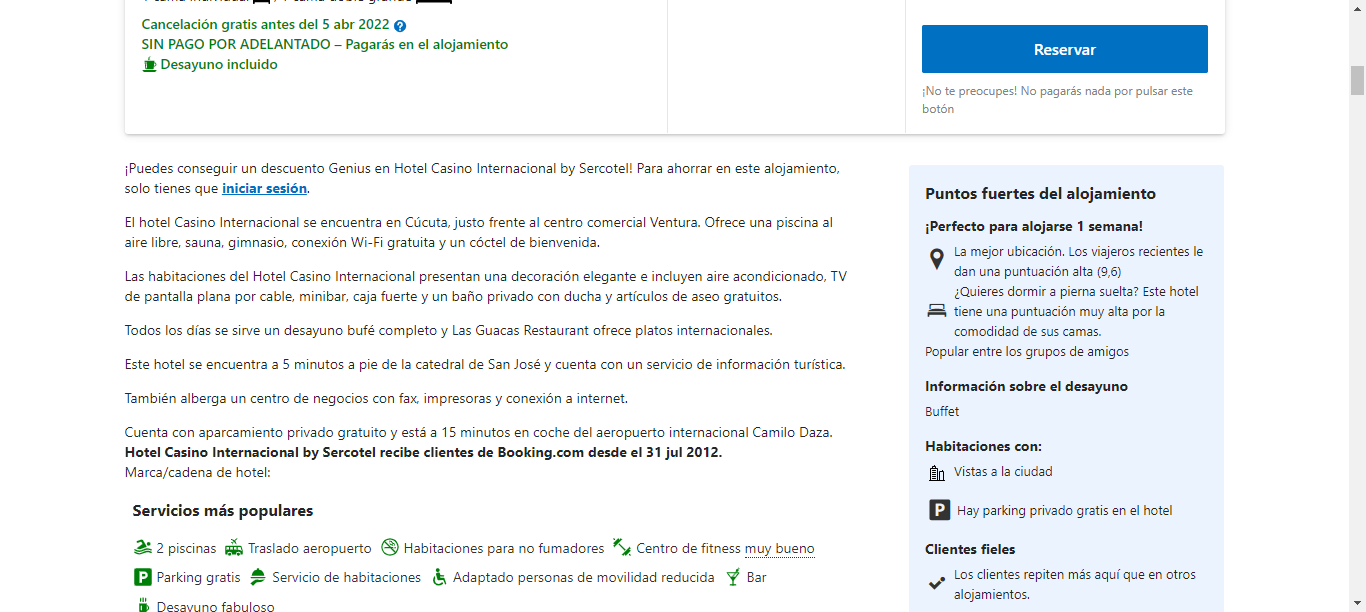 Cancelación gratis antes del 5 abr 2022 ?
SIN PAGO POR ADELANTADO – Pagarás en el alojamiento
Desayuno incluido
Reservar
¡No te preocupes! No pagarás nada por pulsar este
botón
¡Puedes conseguir un descuento Genius en Hotel Casino Internacional by Sercotel! Para ahorrar en este alojamiento,
solo tienes que iniciar sesión.
El hotel Casino Internacional se encuentra en Cúcuta, justo frente al centro comercial Ventura. Ofrece una piscina al
aire libre, sauna, gimnasio, conexión Wi-Fi gratuita y un cóctel de bienvenida.
Las habitaciones del Hotel Casino Internacional presentan una decoración elegante e incluyen aire acondicionado, TV
de pantalla plana por cable, minibar, caja fuerte y un baño privado con ducha y artículos de aseo gratuitos.
Todos los días se sirve un desayuno bufé completo y Las Guacas Restaurant ofrece platos internacionales.
Este hotel se encuentra a 5 minutos a pie de la catedral de San José y cuenta con un servicio de información turística.
También alberga un centro de negocios con fax, impresoras y conexión a internet.
Cuenta con aparcamiento privado gratuito y está a 15 minutos en coche del aeropuerto internacional Camilo Daza.
Hotel Casino Internacional by Sercotel recibe clientes de Booking.com desde el 31 jul 2012.
Marca/cadena de hotel:
Servicios más populares
2 piscinas Traslado aeropuerto Habitaciones para no fumadores Centro de fitness muy bueno
P Parking gratis Servicio de habitaciones Adaptado personas de movilidad reducida Bar
Desayuno fabuloso
Puntos fuertes del alojamiento
¡Perfecto para alojarse 1 semana!
La mejor ubicación. Los viajeros recientes le
dan una puntuación alta (9,6)
¿Quieres dormir a pierna suelta? Este hotel
tiene una puntuación muy alta por la
comodidad de sus camas.
Popular entre los grupos de amigos
Información sobre el desayuno
Buffet
Habitaciones con:
Vistas a la ciudad
P Hay parking privado gratis en el hotel
Clientes fieles
Los clientes repiten más aquí que en otros
alojamientos.